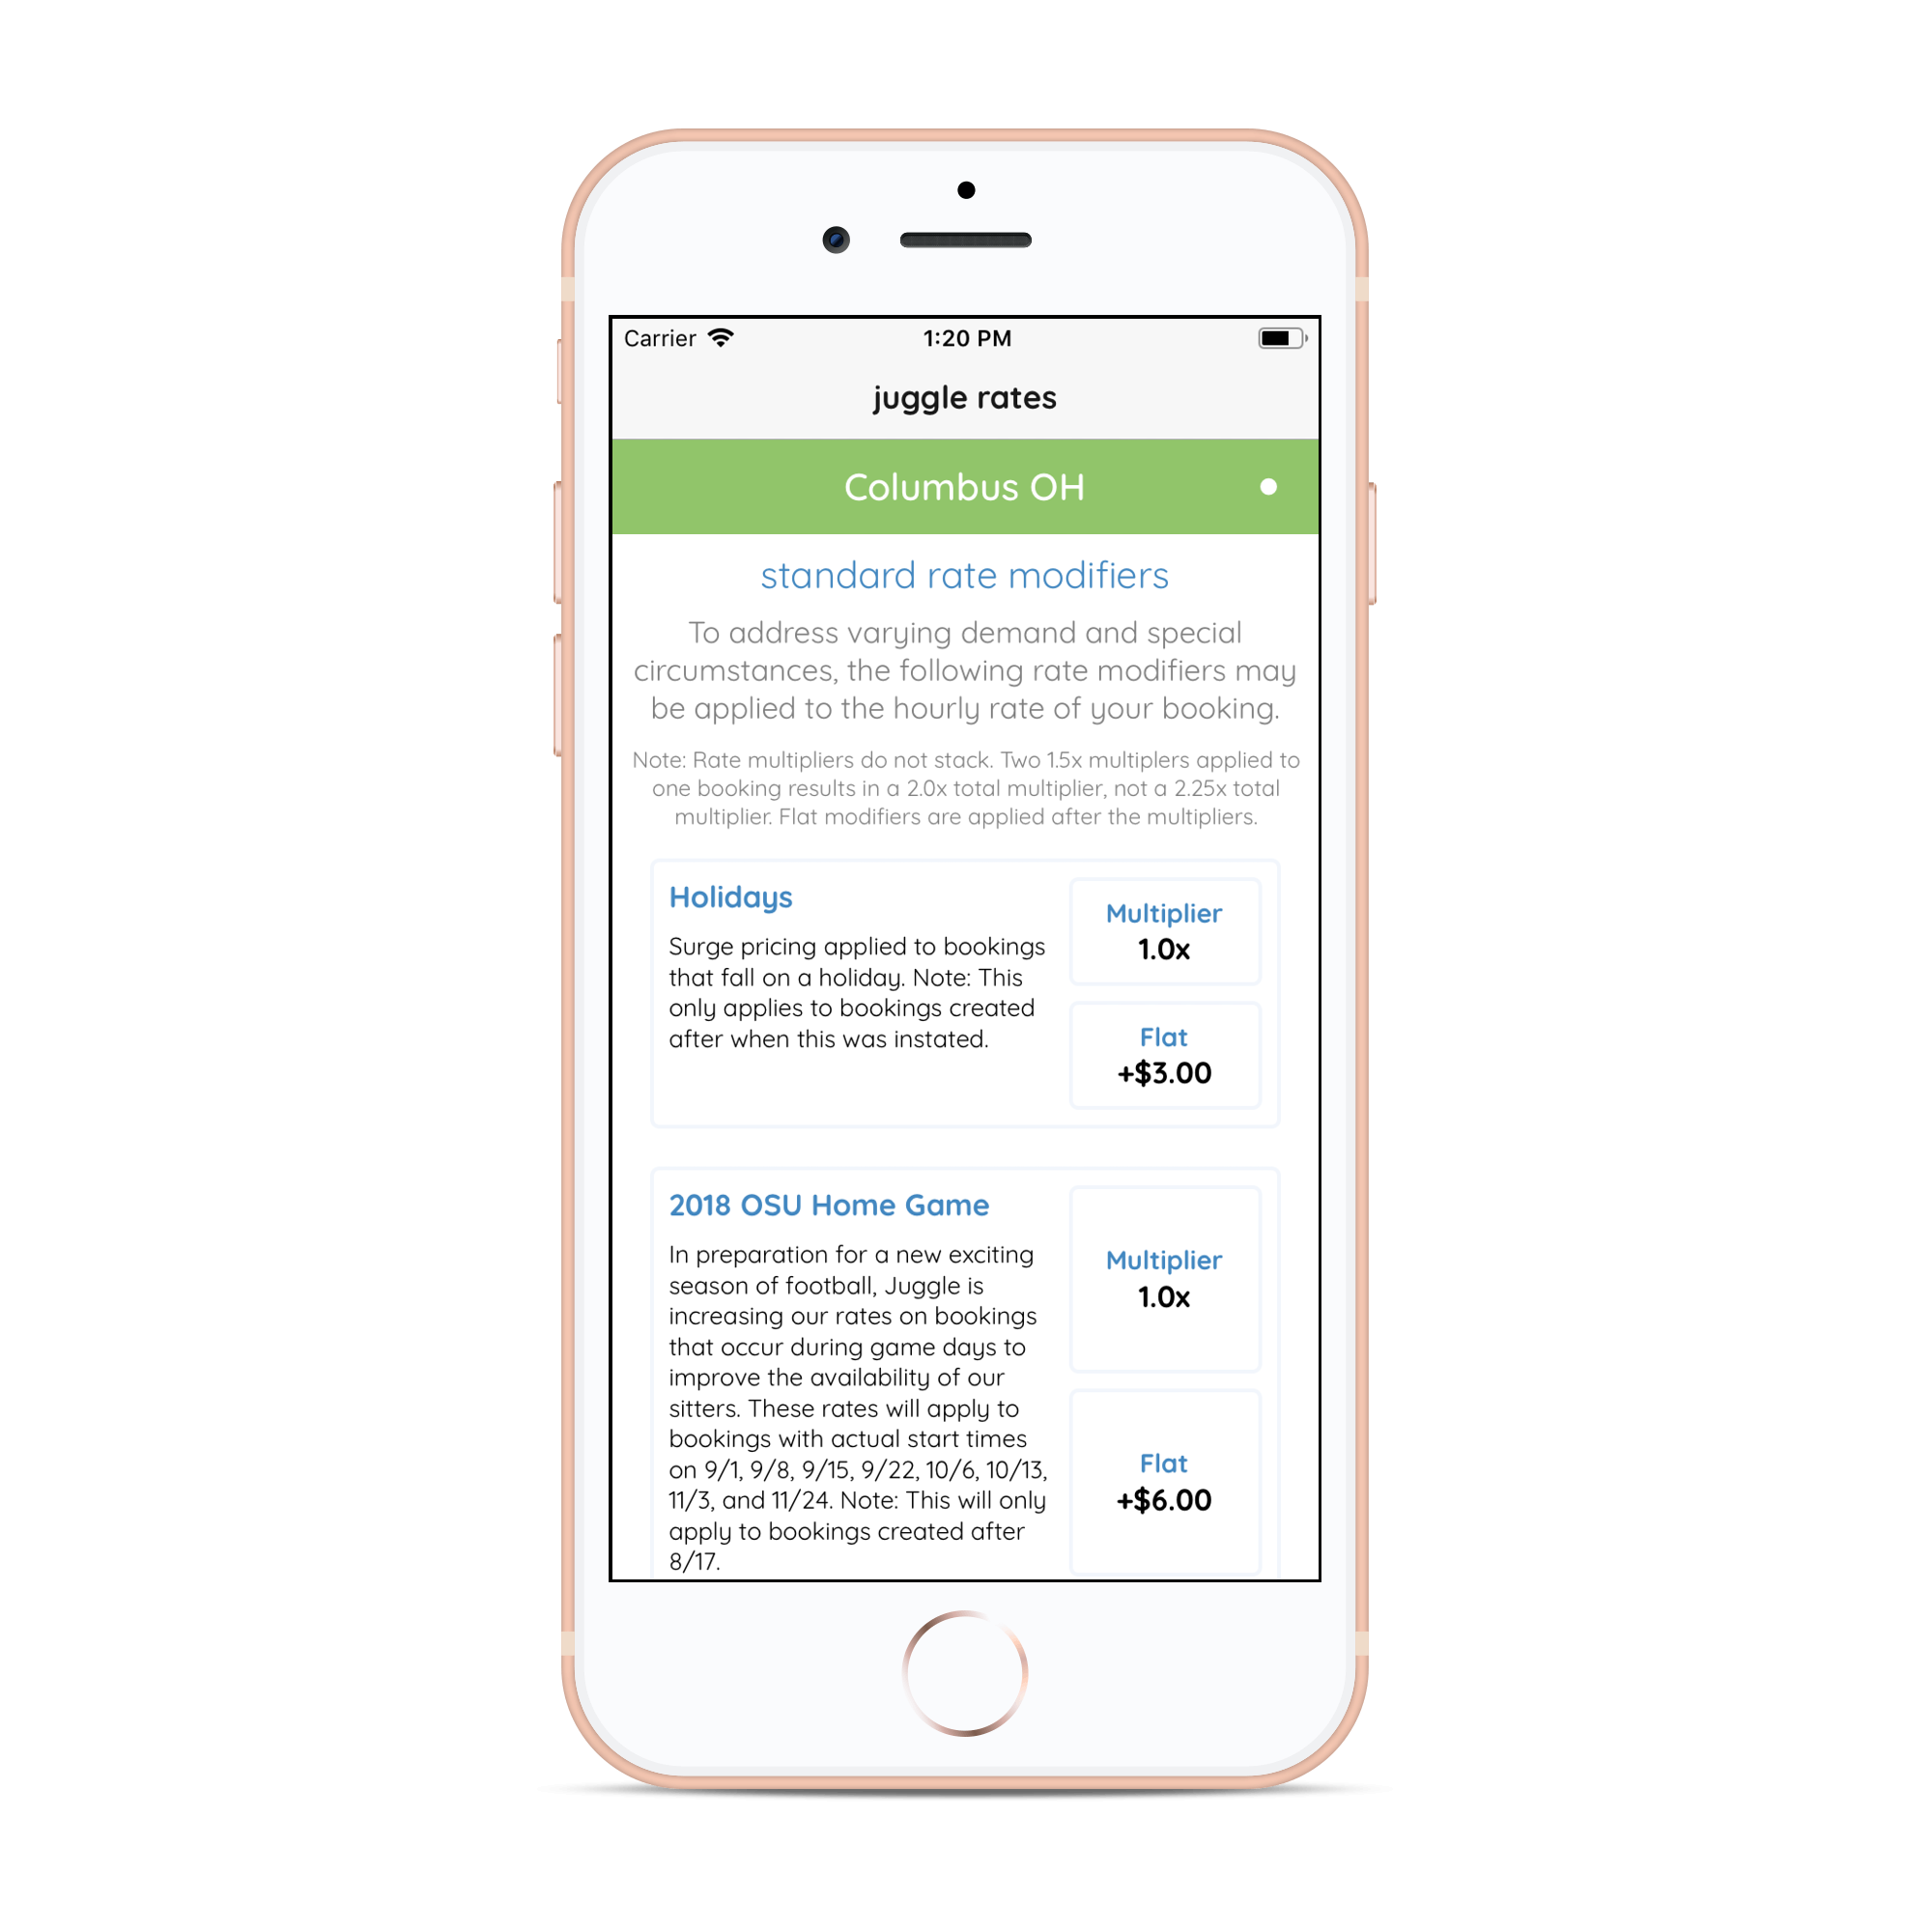 Carrier 1:20 PM
juggle rates
Columbus OH
standard rate modifiers
To address varying demand and special
circumstances, the following rate modifiers may
be applied to the hourly rate of your booking.
Note: Rate multipliers do not stack. Two 1.5x multiplers applied to
one booking results in a 2.0x total multiplier, not a 2.25x total
multiplier. Flat modifiers are applied after the multipliers.
Holidays
Surge pricing applied to bookings
that fall on a holiday. Note: This
only applies to bookings created
after when this was instated.
Multiplier
1.0x
Flat
+$3.00
2018 OSU Home Game
In preparation for a new exciting
season of football, Juggle is
increasing our rates on bookings
that occur during game days to
improve the availability of our
sitters. These rates will apply to
bookings with actual start times
on 9/1, 9/8, 9/15, 9/22, 10/6, 10/13,
11/3, and 11/24. Note: This will only
apply to bookings created after
8/17.
Multiplier
1.0x
Flat
+$6.00